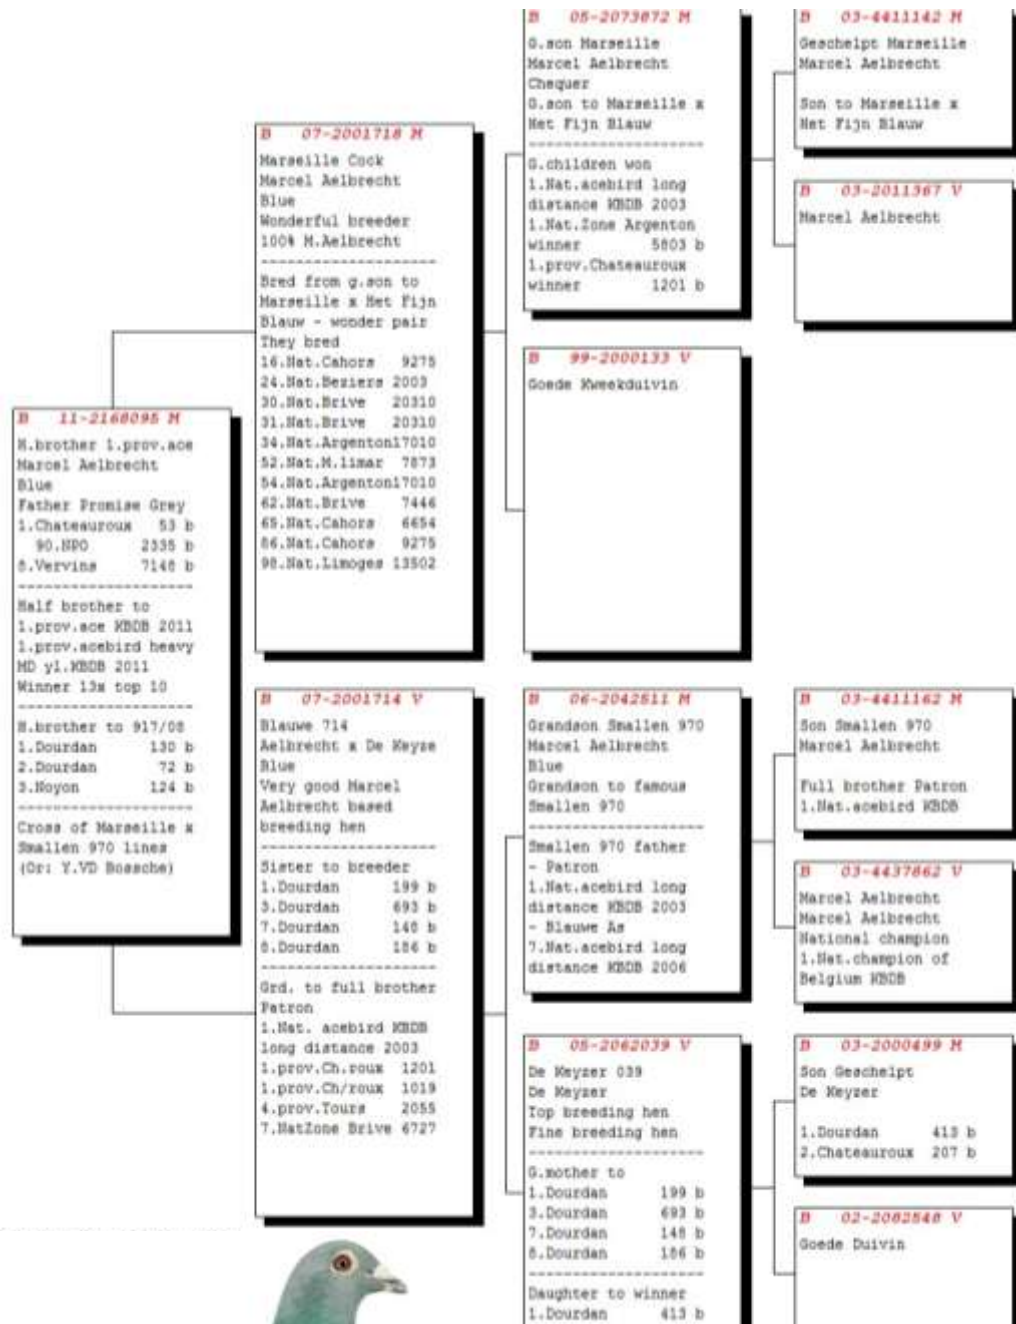 B 11-2168095 M
H.brother 1.prov.ace
Marcel Aelbrecht
Blue
Father Promise Grey
1.Chateauroux 53 b
90.NPO 2335 b
8.Vervins 7148 b
--------------------
Half brother to
1.prov.ace KBDB 2011
1.prov.acebird heavy
MD yl.KBDB 2011
Winner 13x top 10
--------------------
H.brother to 917/08
1.Dourdan 130 b
2.Dourdan 72 b
3.Noyon 124 b
--------------------
Cross of Marseille x
Smallen 970 lines
(Or: Y.VD Bossche)
B 07-2001718 M
Marseille Cock
Marcel Aelbrecht
Blue
Wonderful breeder
100% M.Aelbrecht
--------------------
Bred from g.son to
Marseille x Het Fijn
Blauw - wonder pair
They bred
16.Nat.Cahors 9275
24.Nat.Beziers 2003
30.Nat.Brive 20310
31.Nat.Brive 20310
34.Nat.Argenton17010
52.Nat.M.limar 7873
54.Nat.Argenton17010
62.Nat.Brive 7446
65.Nat.Cahors 6654
86.Nat.Cahors 9275
98.Nat.Limoges 13502
B 07-2001714 V
Blauwe 714
Aelbrecht x De Keyze
Blue
Very good Marcel
Aelbrecht based
breeding hen
--------------------
Sister to breeder
1.Dourdan 199 b
3.Dourdan 693 b
7.Dourdan 148 b
8.Dourdan 186 b
--------------------
Grd. to full brother
Patron
1.Nat. acebird KBDB
long distance 2003
1.prov.Ch.roux 1201
1.prov.Ch/roux 1019
4.prov.Tours 2055
7.NatZone Brive 6727
B 05-2073872 M
G.son Marseille
Marcel Aelbrecht
Chequer
G.son to Marseille x
Het Fijn Blauw
--------------------
G.children won
1.Nat.acebird long
distance KBDB 2003
1.Nat.Zone Argenton
winner 5803 b
1.prov.Chateauroux
winner 1201 b
B 99-2000133 V
Goede Kweekduivin
B 06-2042511 M
Grandson Smallen 970
Marcel Aelbrecht
Blue
Grandson to famous
Smallen 970
--------------------
Smallen 970 father
- Patron
1.Nat.acebird long
distance KBDB 2003
- Blauwe As
7.Nat.acebird long
distance KBDB 2006
B 05-2062039 V
De Keyzer 039
De Keyzer
Top breeding hen
Fine breeding hen
--------------------
G.mother to
1.Dourdan 199 b
3.Dourdan 693 b
7.Dourdan 148 b
8.Dourdan 186 b
--------------------
Daughter to winner
1.Dourdan 413 b
B 03-4411142 M
Geschelpt Marseille
Marcel Aelbrecht
Son to Marseille x
Het Fijn Blauw
B 03-2011367 V
Marcel Aelbrecht
B 03-4411162 M
Son Smallen 970
Marcel Aelbrecht
Full brother Patron
1.Nat.acebird KBDB
B 03-4437862 V
Marcel Aelbrecht
Marcel Aelbrecht
National champion
1.Nat.champion of
Belgium KBDB
B 03-2000499 M
Son Geschelpt
De Keyzer
1.Dourdan 413 b
2.Chateauroux 207 b
B 02-2082548 V
Goede Duivin